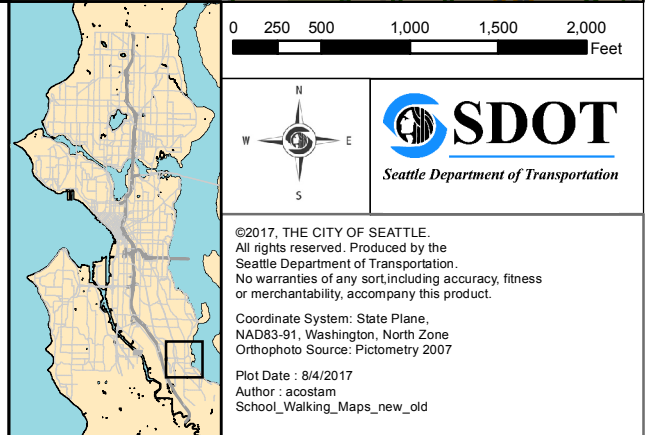 0 250 500 1,000 1,500 2,000
Feet
N
W E
S
SDOT
Seattle Department of Transportation
©2017, THE CITY OF SEATTLE.
All rights reserved. Produced by the
Seattle Department of Transportation.
No warranties of any sort,including accuracy, fitness
or merchantability, accompany this product.
Coordinate System: State Plane,
NAD83-91, Washington, North Zone
Orthophoto Source: Pictometry 2007
Plot Date : 8/4/2017
Author : acostam
School_Walking_Maps_new_old